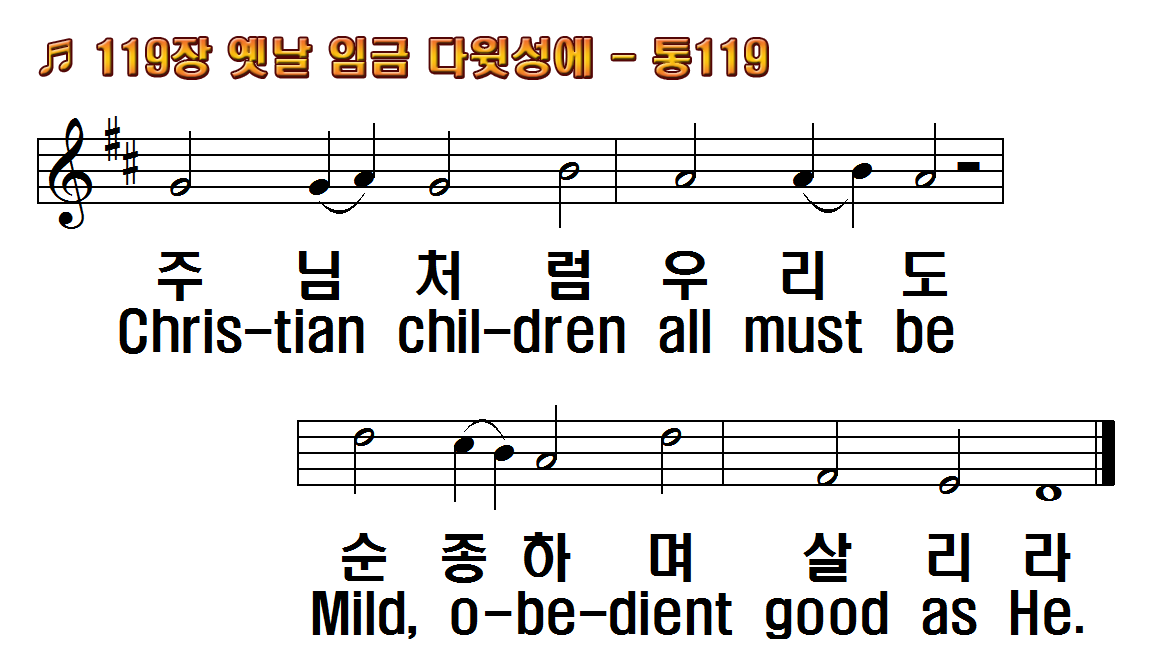 ♬ 119장 옛날 임금 다윗성에 - 통119
주 님 처 럼 우 리 도
Chris-tian chil-dren all must be
순 종 하 며 살 리 라
Mild, o-be-dient good as He.